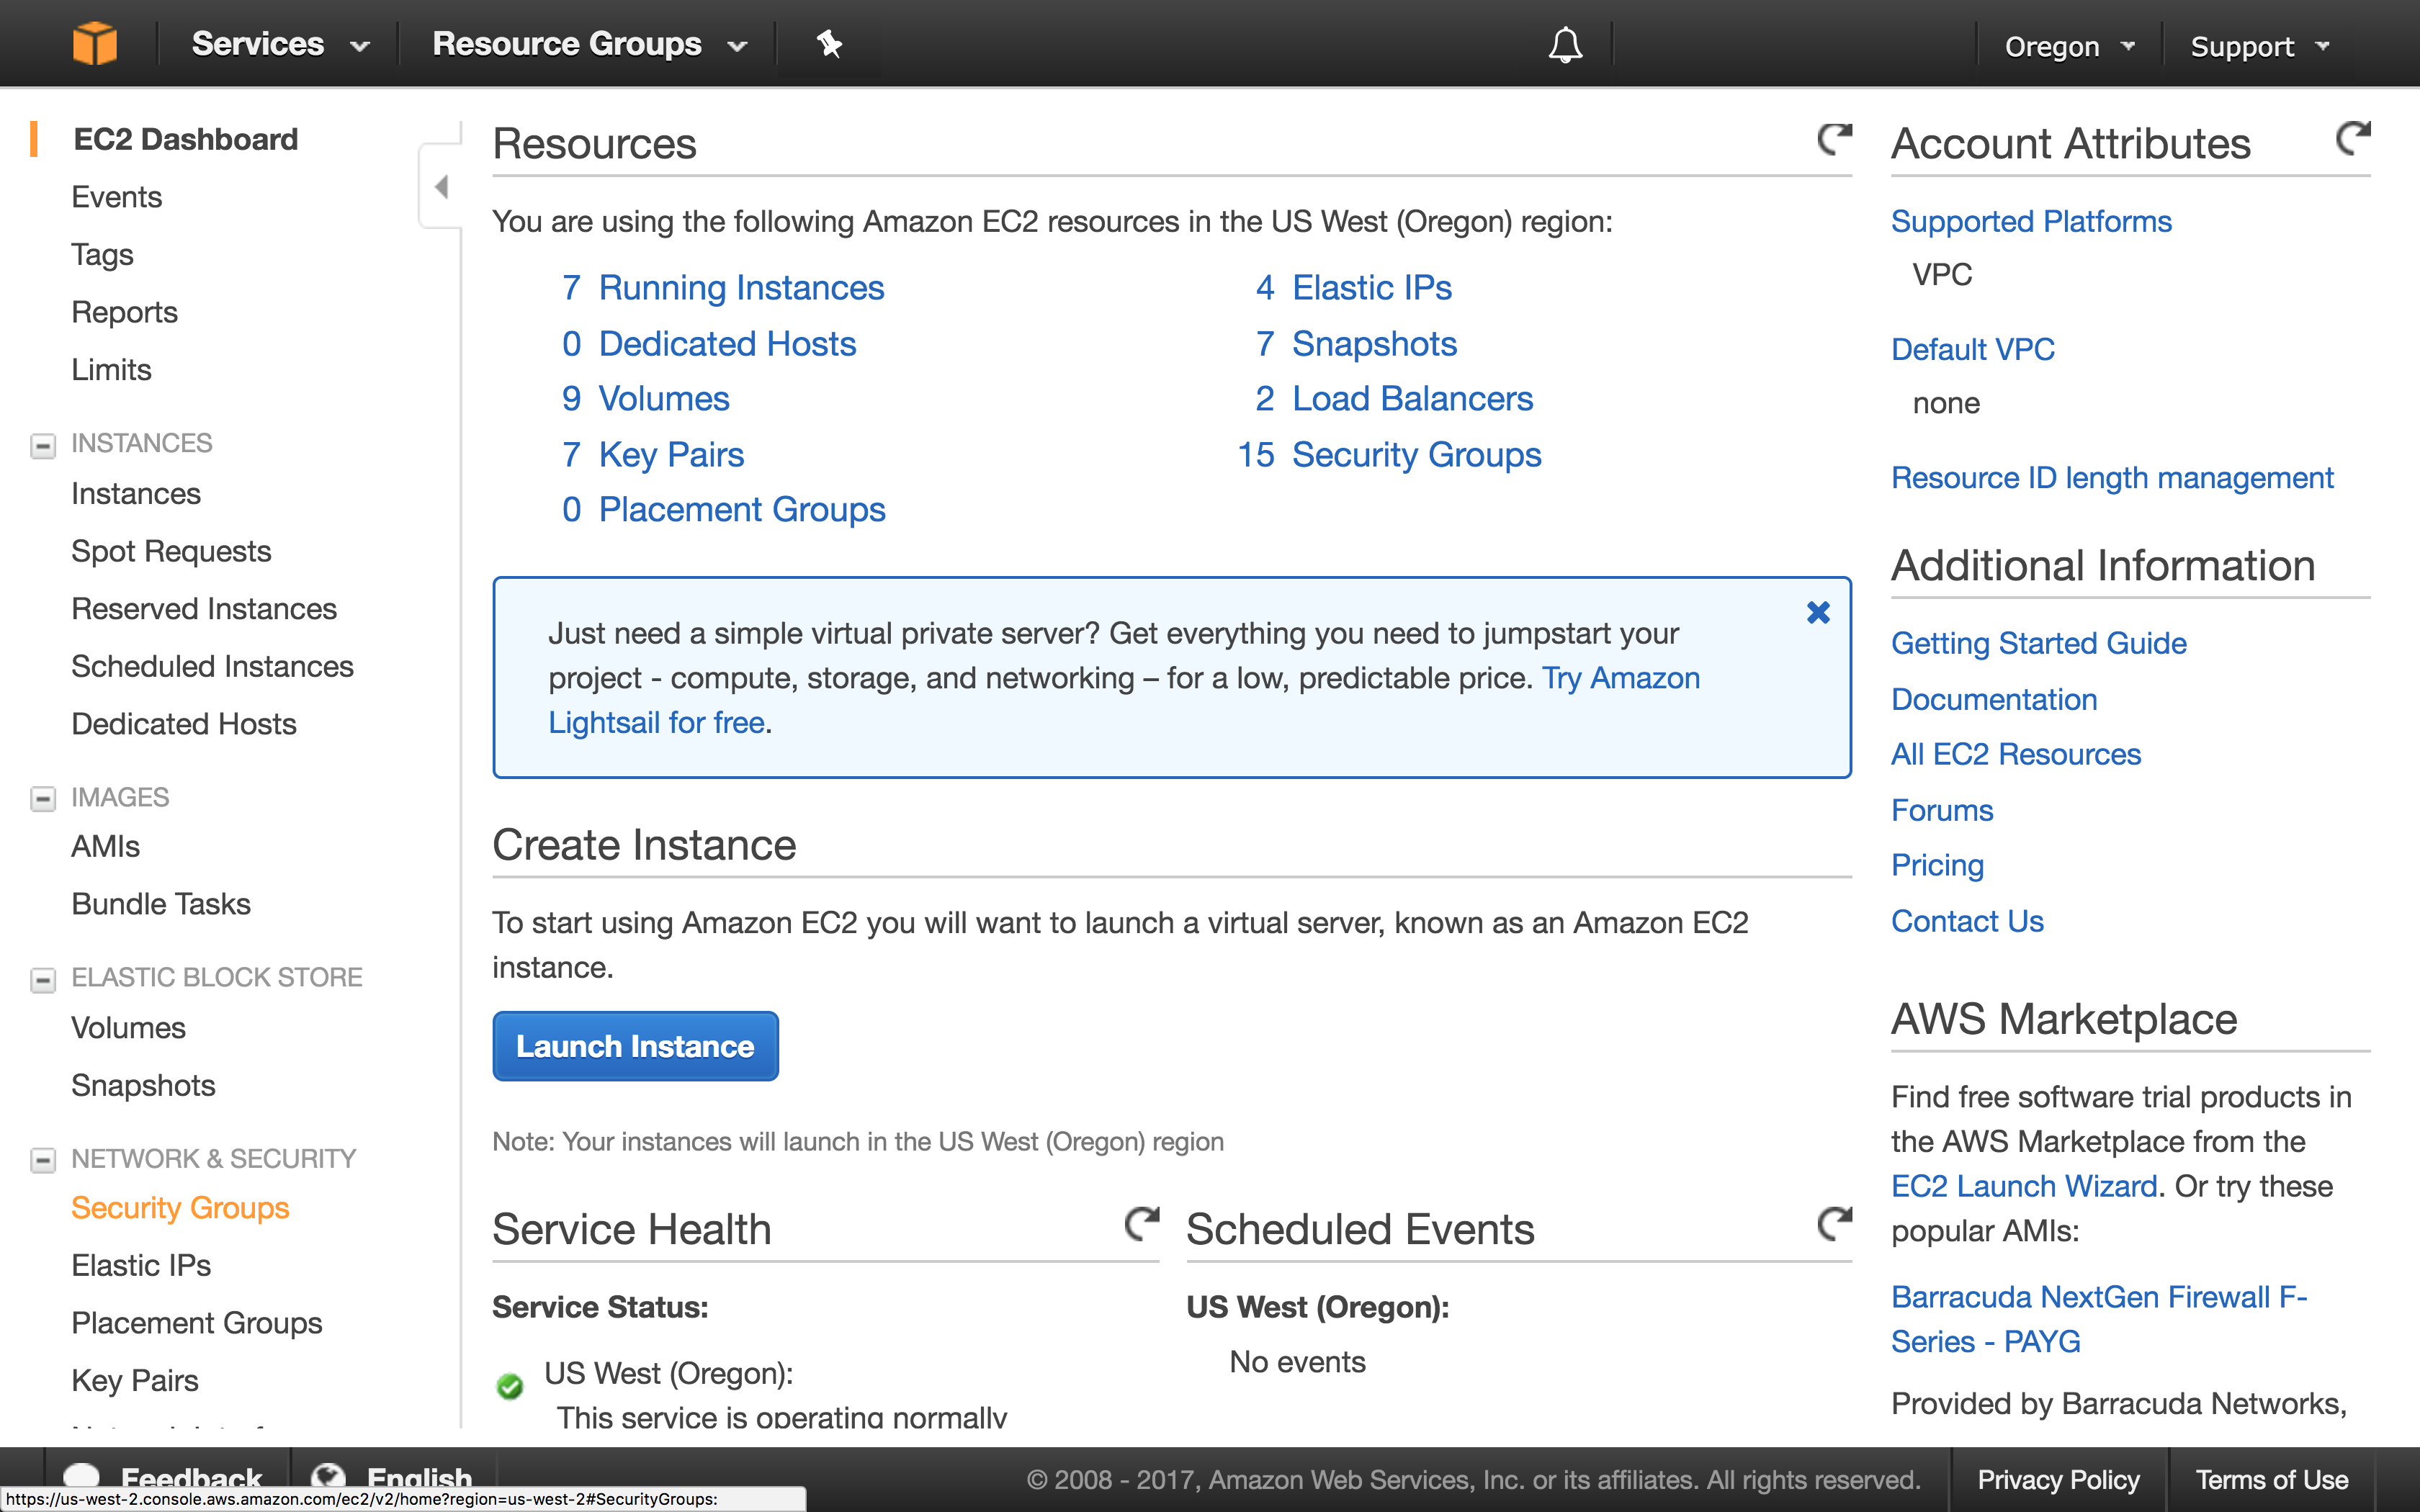 Services
Resource Groups
Oregon
Support
EC2 Dashboard
Events
Tags
Reports
Limits
INSTANCES
Instances
Spot Requests
Reserved Instances
Scheduled Instances
Dedicated Hosts
IMAGES
AMIs
Bundle Tasks
ELASTIC BLOCK STORE
Volumes
Snapshots
NETWORK & SECURITY
Security Groups
Elastic IPs
Placement Groups
Key Pairs
Resources
You are using the following Amazon EC2 resources in the US West (Oregon) region:
7 Running Instances
4 Elastic IPs
0 Dedicated Hosts
7 Snapshots
9 Volumes
2 Load Balancers
7 Key Pairs
15 Security Groups
0 Placement Groups
Just need a simple virtual private server? Get everything you need to jumpstart your
project - compute, storage, and networking – for a low, predictable price. Try Amazon
Lightsail for free.
Create Instance
To start using Amazon EC2 you will want to launch a virtual server, known as an Amazon EC2
instance.
Launch Instance
Note: Your instances will launch in the US West (Oregon) region
Service Health
Service Status:
US West (Oregon):
This service is operating normally
Scheduled Events
US West (Oregon):
No events
Account Attributes
Supported Platforms
VPC
Default VPC
none
Resource ID length management
Additional Information
Getting Started Guide
Documentation
All EC2 Resources
Forums
Pricing
Contact Us
AWS Marketplace
Find free software trial products in
the AWS Marketplace from the
EC2 Launch Wizard. Or try these
popular AMIs:
Barracuda NextGen Firewall F-
Series - PAYG
Provided by Barracuda Networks,
Feedback
English
© 2008 - 2017, Amazon Web Services, Inc. or its affiliates. All rights reserved.
Privacy Policy
Terms of Use
https://us-west-2.console.aws.amazon.com/ec2/v2/home?region=us-west-2#SecurityGroups: